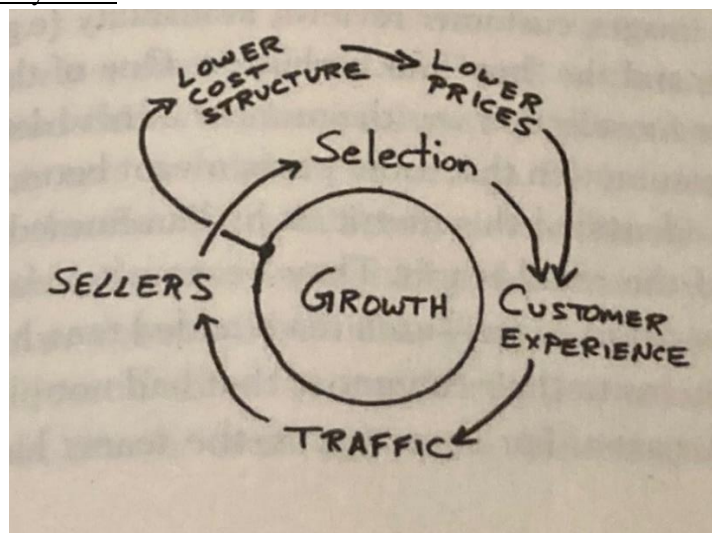 LOWER
COST
STRUCTURE
LOWER
PRICES
Selection
SELLERS
GROWTH
CUSTOMER
EXPERIENCE
TRAFFIC